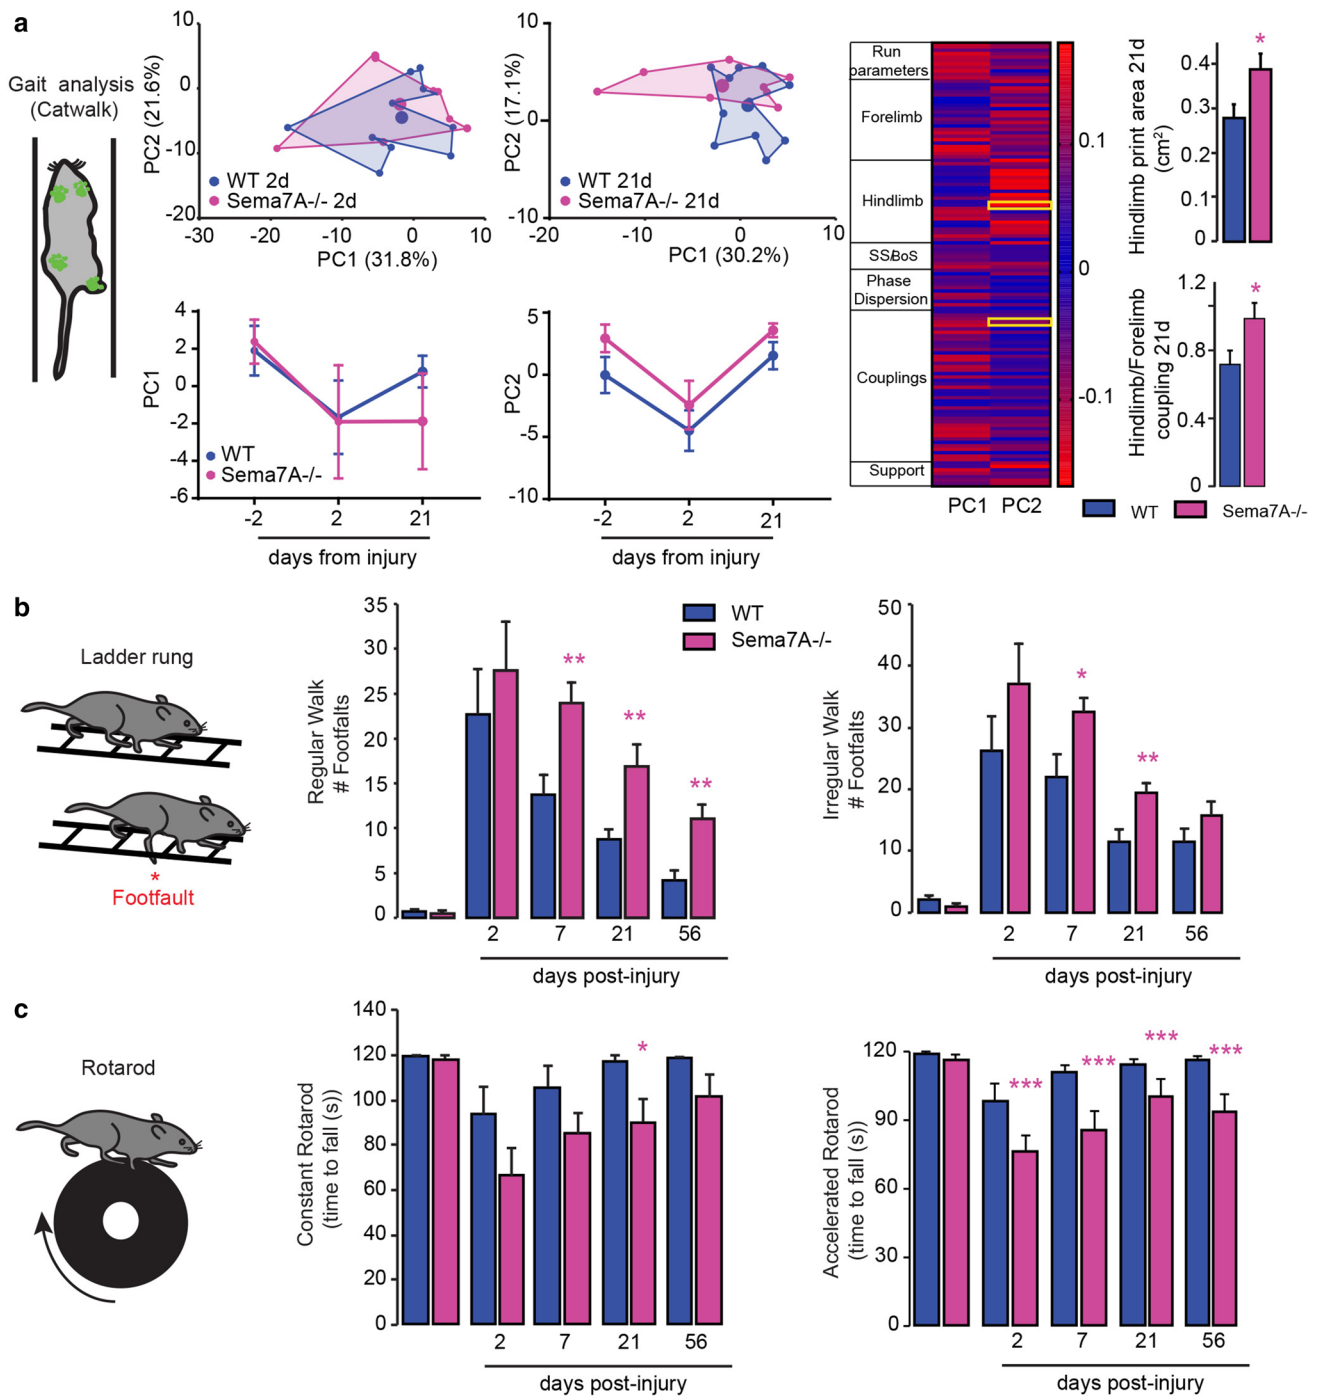 a
Gait analysis
(Catwalk)
PC2 (21.6%)
10
0
-10
-20
-30
-20
-10
0
10
PC1 (31.8%)
WT 2d
Sema7A-/- 2d
PC2 (17.1%)
10
0
-10
-20
-10
0
10
PC1 (30.2%)
WT 21d
Sema7A-/- 21d
PC1
4
2
0
-2
-4
-6
WT
Sema7A-/-
-2
2
21
days from injury
PC2
5
0
-5
-10
-2
2
21
days from injury
Run
parameters
Forelimb
Hindlimb
SS/BoS
Phase
Dispersion
Couplings
Support
PC1
PC2
0.1
0
-0.1
Hindlimb print area 21d
(cm²)
0.4
0.3
0.2
0.1
0
*
Hindlimb/Forelimb
coupling 21d
1.2
0.8
0.4
0
*
WT
Sema7A-/-
b
Ladder rung
*
Footfault
Regular Walk
# Footfalts
35
30
25
20
15
10
5
0
**
**
**
2
7
21
56
days post-injury
WT
Sema7A-/-
Irregular Walk
# Footfalts
50
40
30
20
10
0
*
**
2
7
21
56
days post-injury
c
Rotarod
Constant Rotarod
(time to fall (s))
140
120
100
80
60
40
20
0
*
2
7
21
56
days post-injury
Accelerated Rotarod
(time to fall (s))
120
90
60
30
0
***
***
***
***
2
7
21
56
days post-injury